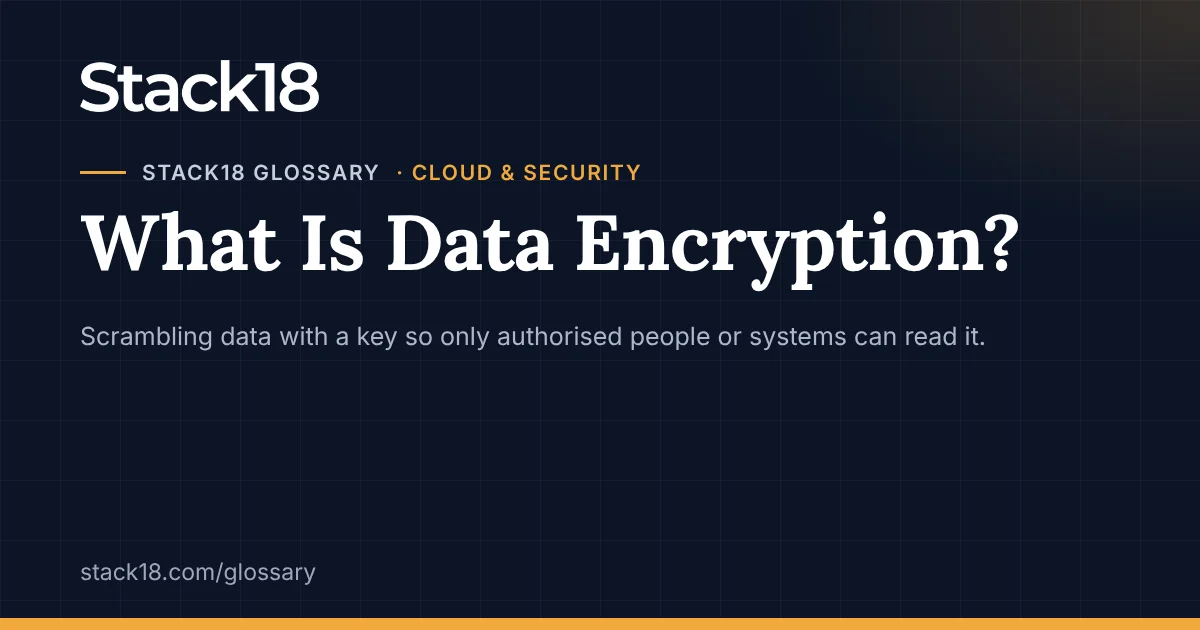 Stack18
STACK18 GLOSSARY · CLOUD & SECURITY
What Is Data Encryption?
Scrambling data with a key so only authorised people or systems can read it.
stack18.com/glossary